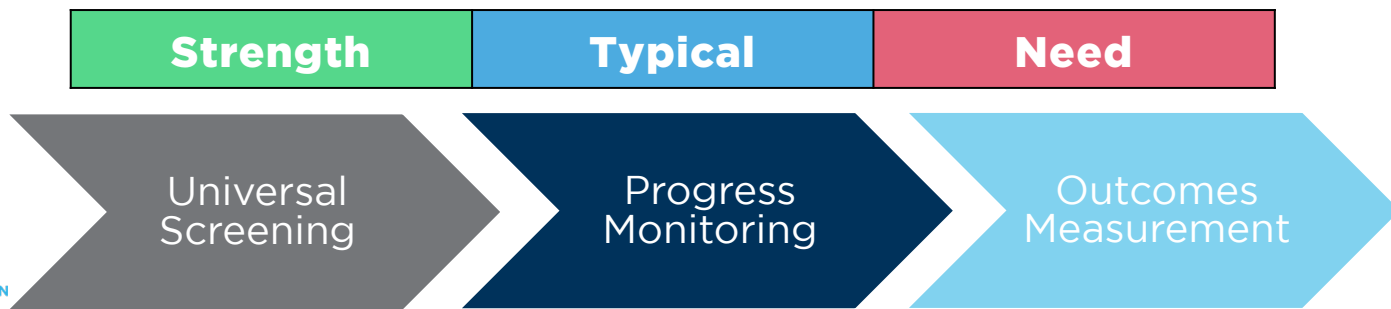 Strength Typical Need
Universal
Screening
Progress
Monitoring
Outcomes
Measurement
N